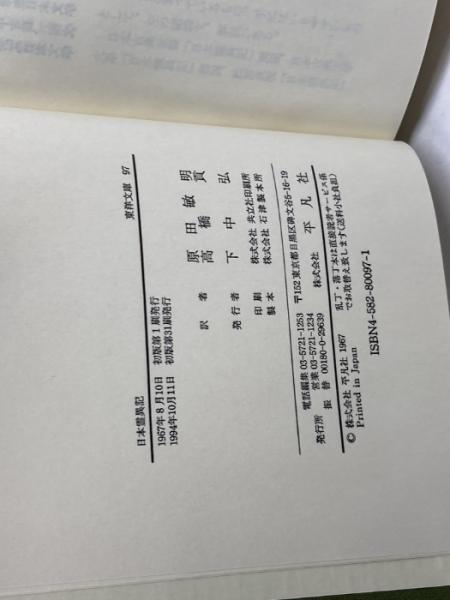 日本霊異記
東洋文庫 97
1967年8月10日 初版第1刷発行
1994年10月11日 初版第31刷発行
訳者 原田敏明
高橋貢
発行者 下中弘
印刷 株式会社 共立社印刷所
製本 株式会社 石津製本所
〒152 東京都目黒区碑文谷5-16-19
電話編集 03-5721-1253
営業 03-5721-1234
発行所 株式会社 平凡社
振替 00180-0-29639
© 株式会社 平凡社 1967
Printed in Japan
乱丁・落丁本は直接読者サービス係
でお取替え致します(送料小社負担)
ISBN4-582-80097-1